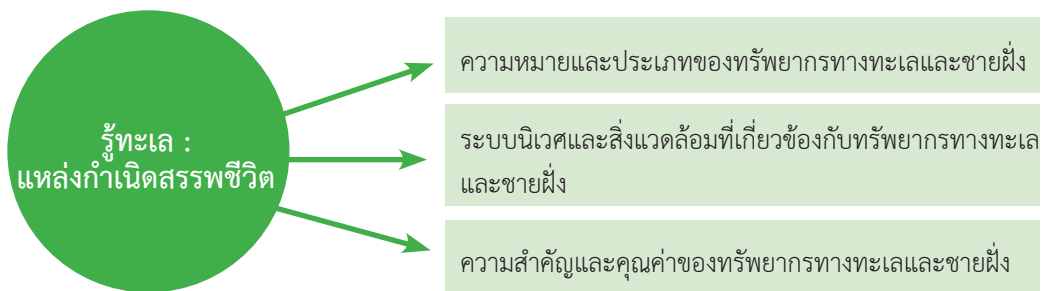 รู้ทะเล :
แหล่งกำเนิดสรรพชีวิต
ความหมายและประเภทของทรัพยากรทางทะเลและชายฝั่ง
ระบบนิเวศและสิ่งแวดล้อมที่เกี่ยวข้องกับทรัพยากรทางทะเล
และชายฝั่ง
ความสำคัญและคุณค่าของทรัพยากรทางทะเลและชายฝั่ง